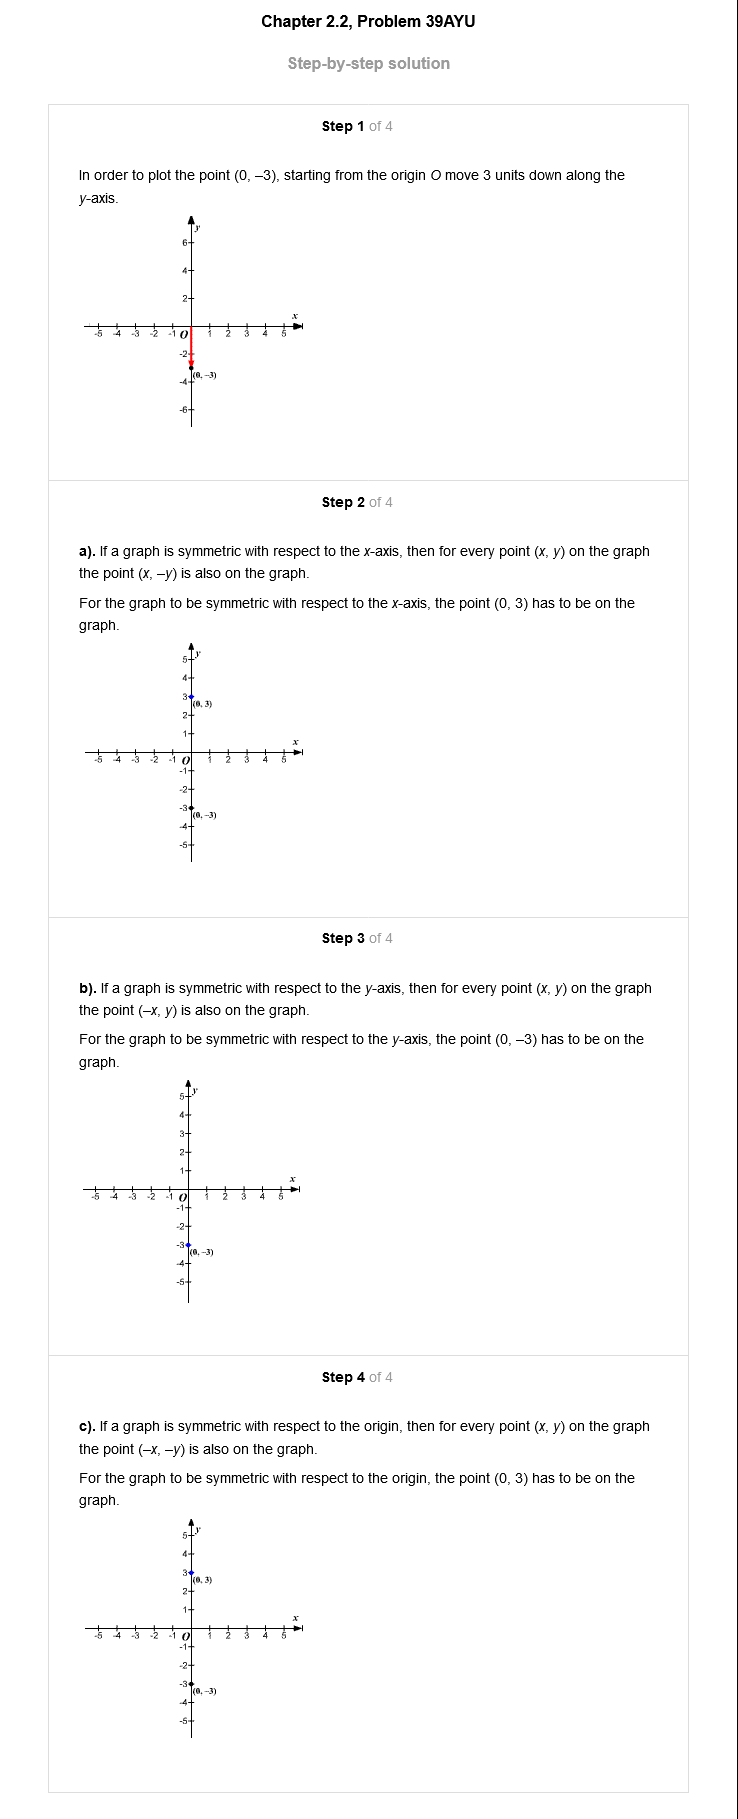 Chapter 2.2, Problem 39AYU
Step-by-step solution
Step 1 of 4
In order to plot the point (0, –3), starting from the origin O move 3 units down along the
y-axis.
y
6
4
2
x
-5 -4 -3 -2 -1 O 1 2 3 4 5
-2
(0, –3)
-4
-6
Step 2 of 4
a). If a graph is symmetric with respect to the x-axis, then for every point (x, y) on the graph
the point (x, –y) is also on the graph.
For the graph to be symmetric with respect to the x-axis, the point (0, 3) has to be on the
graph.
y
5
4
3
(0, 3)
2
1
x
-5 -4 -3 -2 -1 O 1 2 3 4 5
-1
-2
-3
(0, –3)
-4
-5
Step 3 of 4
b). If a graph is symmetric with respect to the y-axis, then for every point (x, y) on the graph
the point (–x, y) is also on the graph.
For the graph to be symmetric with respect to the y-axis, the point (0, –3) has to be on the
graph.
y
5
4
3
2
1
x
-5 -4 -3 -2 -1 O 1 2 3 4 5
-1
-2
-3
(0, –3)
-4
-5
Step 4 of 4
c). If a graph is symmetric with respect to the origin, then for every point (x, y) on the graph
the point (–x, –y) is also on the graph.
For the graph to be symmetric with respect to the origin, the point (0, 3) has to be on the
graph.
y
5
4
3
(0, 3)
2
1
x
-5 -4 -3 -2 -1 O 1 2 3 4 5
-1
-2
-3
(0, –3)
-4
-5